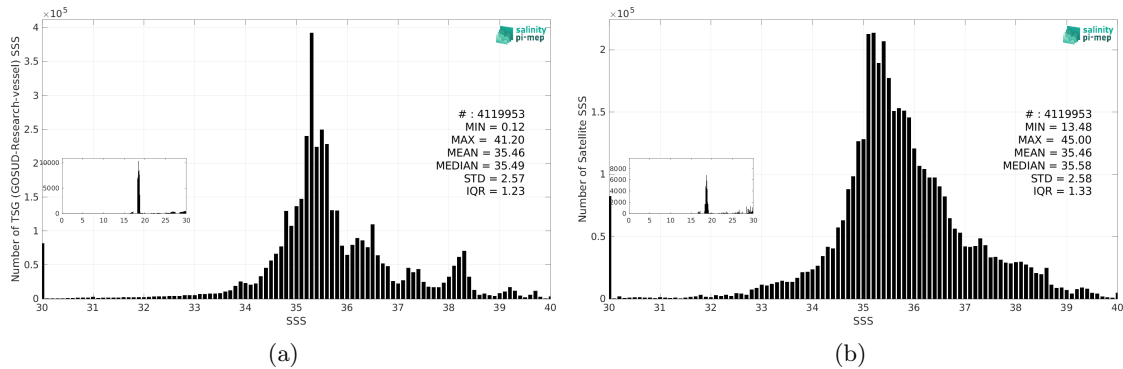 ×10⁵
4
3.5
3
2.5
2
1.5
1
0.5
0
Number of TSG (GOSUD-Research-vessel) SSS
salinity
pi-mep
# : 4119953
MIN = 0.12
MAX = 41.20
MEAN = 35.46
MEDIAN = 35.49
STD = 2.57
IQR = 1.23
10000
5000
0
0 5 10 15 20 25 30
30 31 32 33 34 35 36 37 38 39 40
SSS
(a)
×10⁵
2
1.5
1
0.5
0
Number of Satellite SSS
salinity
pi-mep
# : 4119953
MIN = 13.48
MAX = 45.00
MEAN = 35.46
MEDIAN = 35.58
STD = 2.58
IQR = 1.33
8000
6000
4000
2000
0
0 5 10 15 20 25 30
30 31 32 33 34 35 36 37 38 39 40
SSS
(b)